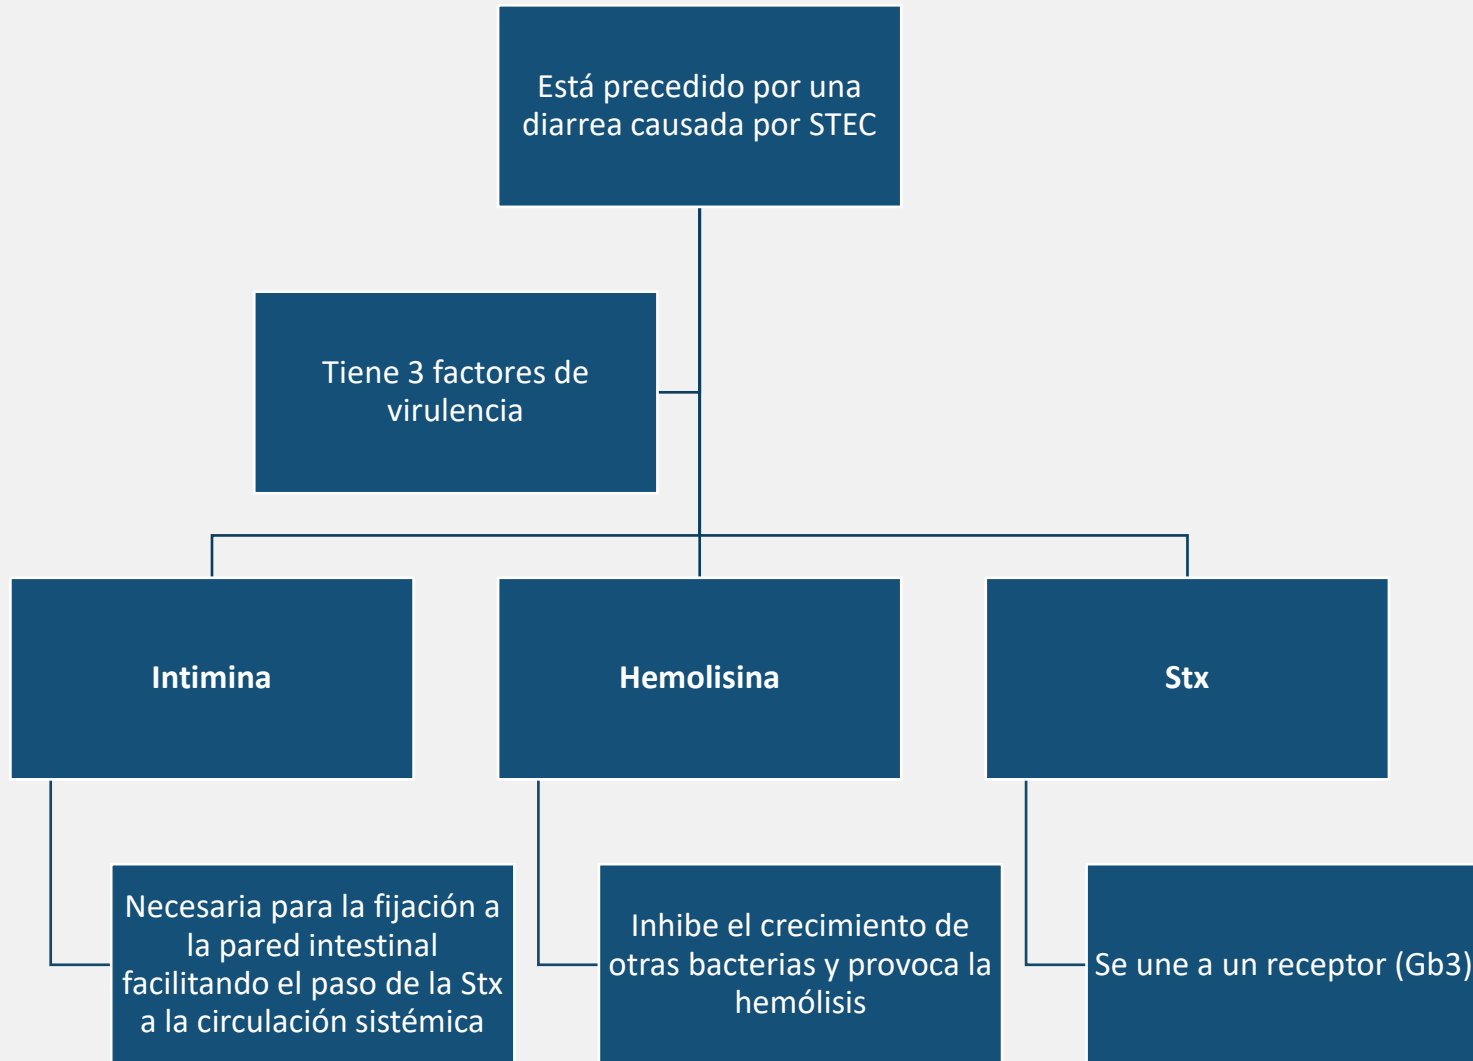 Está precedido por una
diarrea causada por STEC
Tiene 3 factores de
virulencia
Intimina
Hemolisina
Stx
Necesaria para la fijación a
la pared intestinal
facilitando el paso de la Stx
a la circulación sistémica
Inhibe el crecimiento de
otras bacterias y provoca la
hemólisis
Se une a un receptor (Gb3)